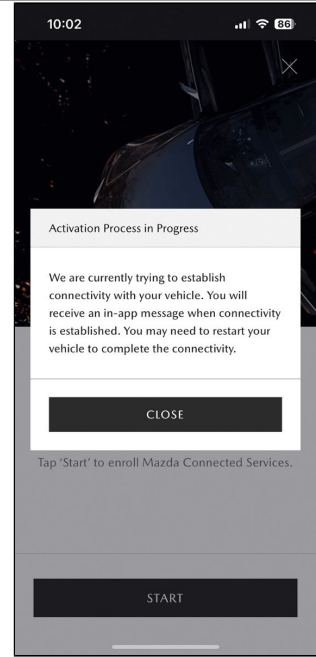 10:02
86
Activation Process in Progress
We are currently trying to establish
connectivity with your vehicle. You will
receive an in-app message when connectivity
is established. You may need to restart your
vehicle to complete the connectivity.
CLOSE
Tap 'Start' to enroll Mazda Connected Services.
START